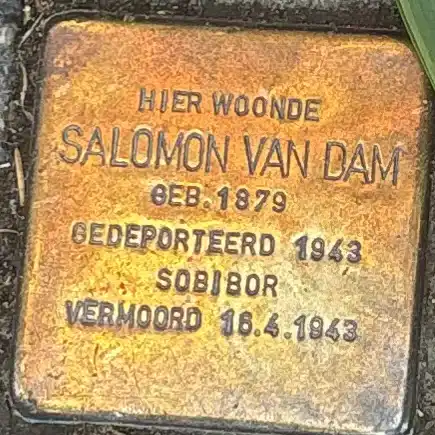 HIER WOONDE
SALOMON VAN DAM
GEB.1879
GEDEPORTEERD 1943
SOBIBOR
VERMOORD 16.4.1943